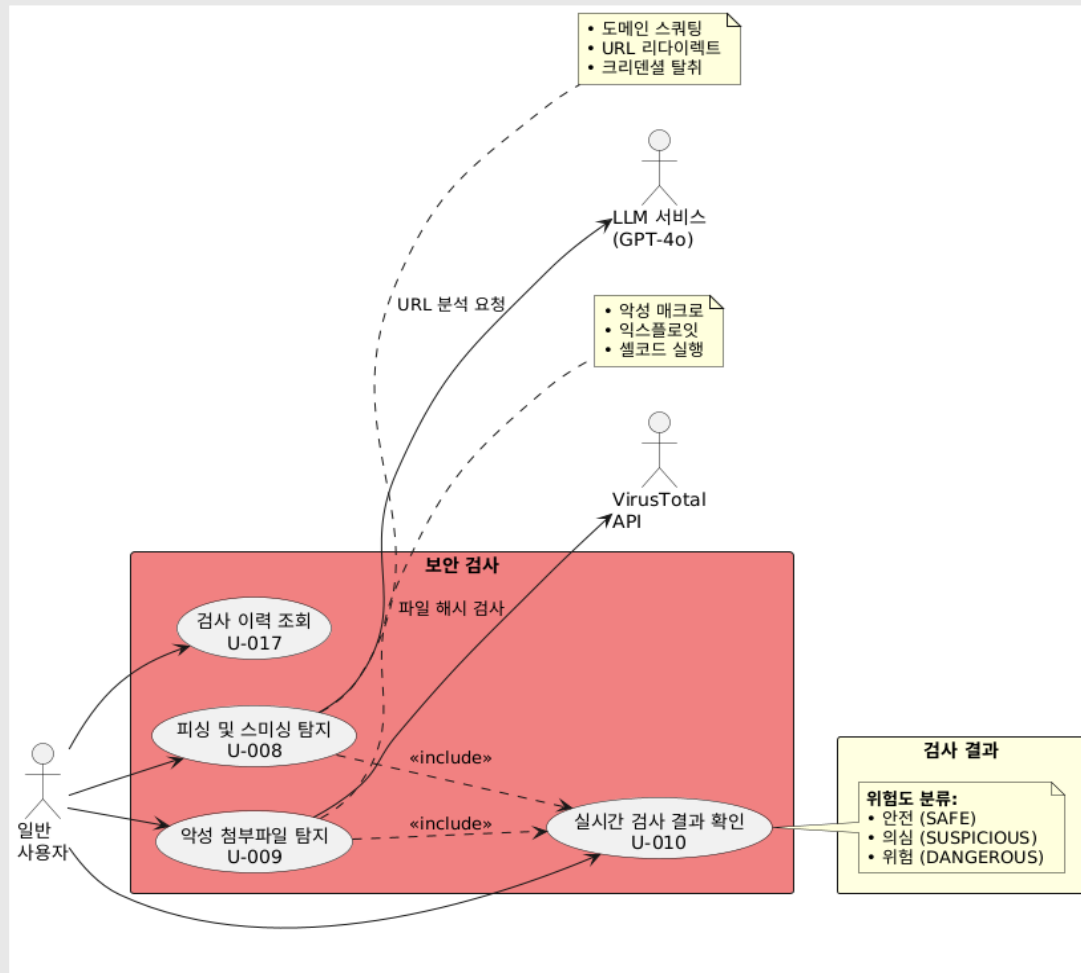 • 도메인 스쿼팅
• URL 리다이렉트
• 크리덴셜 탈취
LLM 서비스
(GPT-4o)
URL 분석 요청
• 악성 매크로
• 익스플로잇
• 셸코드 실행
VirusTotal
API
보안 검사
파일 해시 검사
검사 이력 조회
U-017
피싱 및 스미싱 탐지
U-008
«include»
악성 첨부파일 탐지
U-009
«include»
실시간 검사 결과 확인
U-010
일반
사용자
검사 결과
위험도 분류:
• 안전 (SAFE)
• 의심 (SUSPICIOUS)
• 위험 (DANGEROUS)